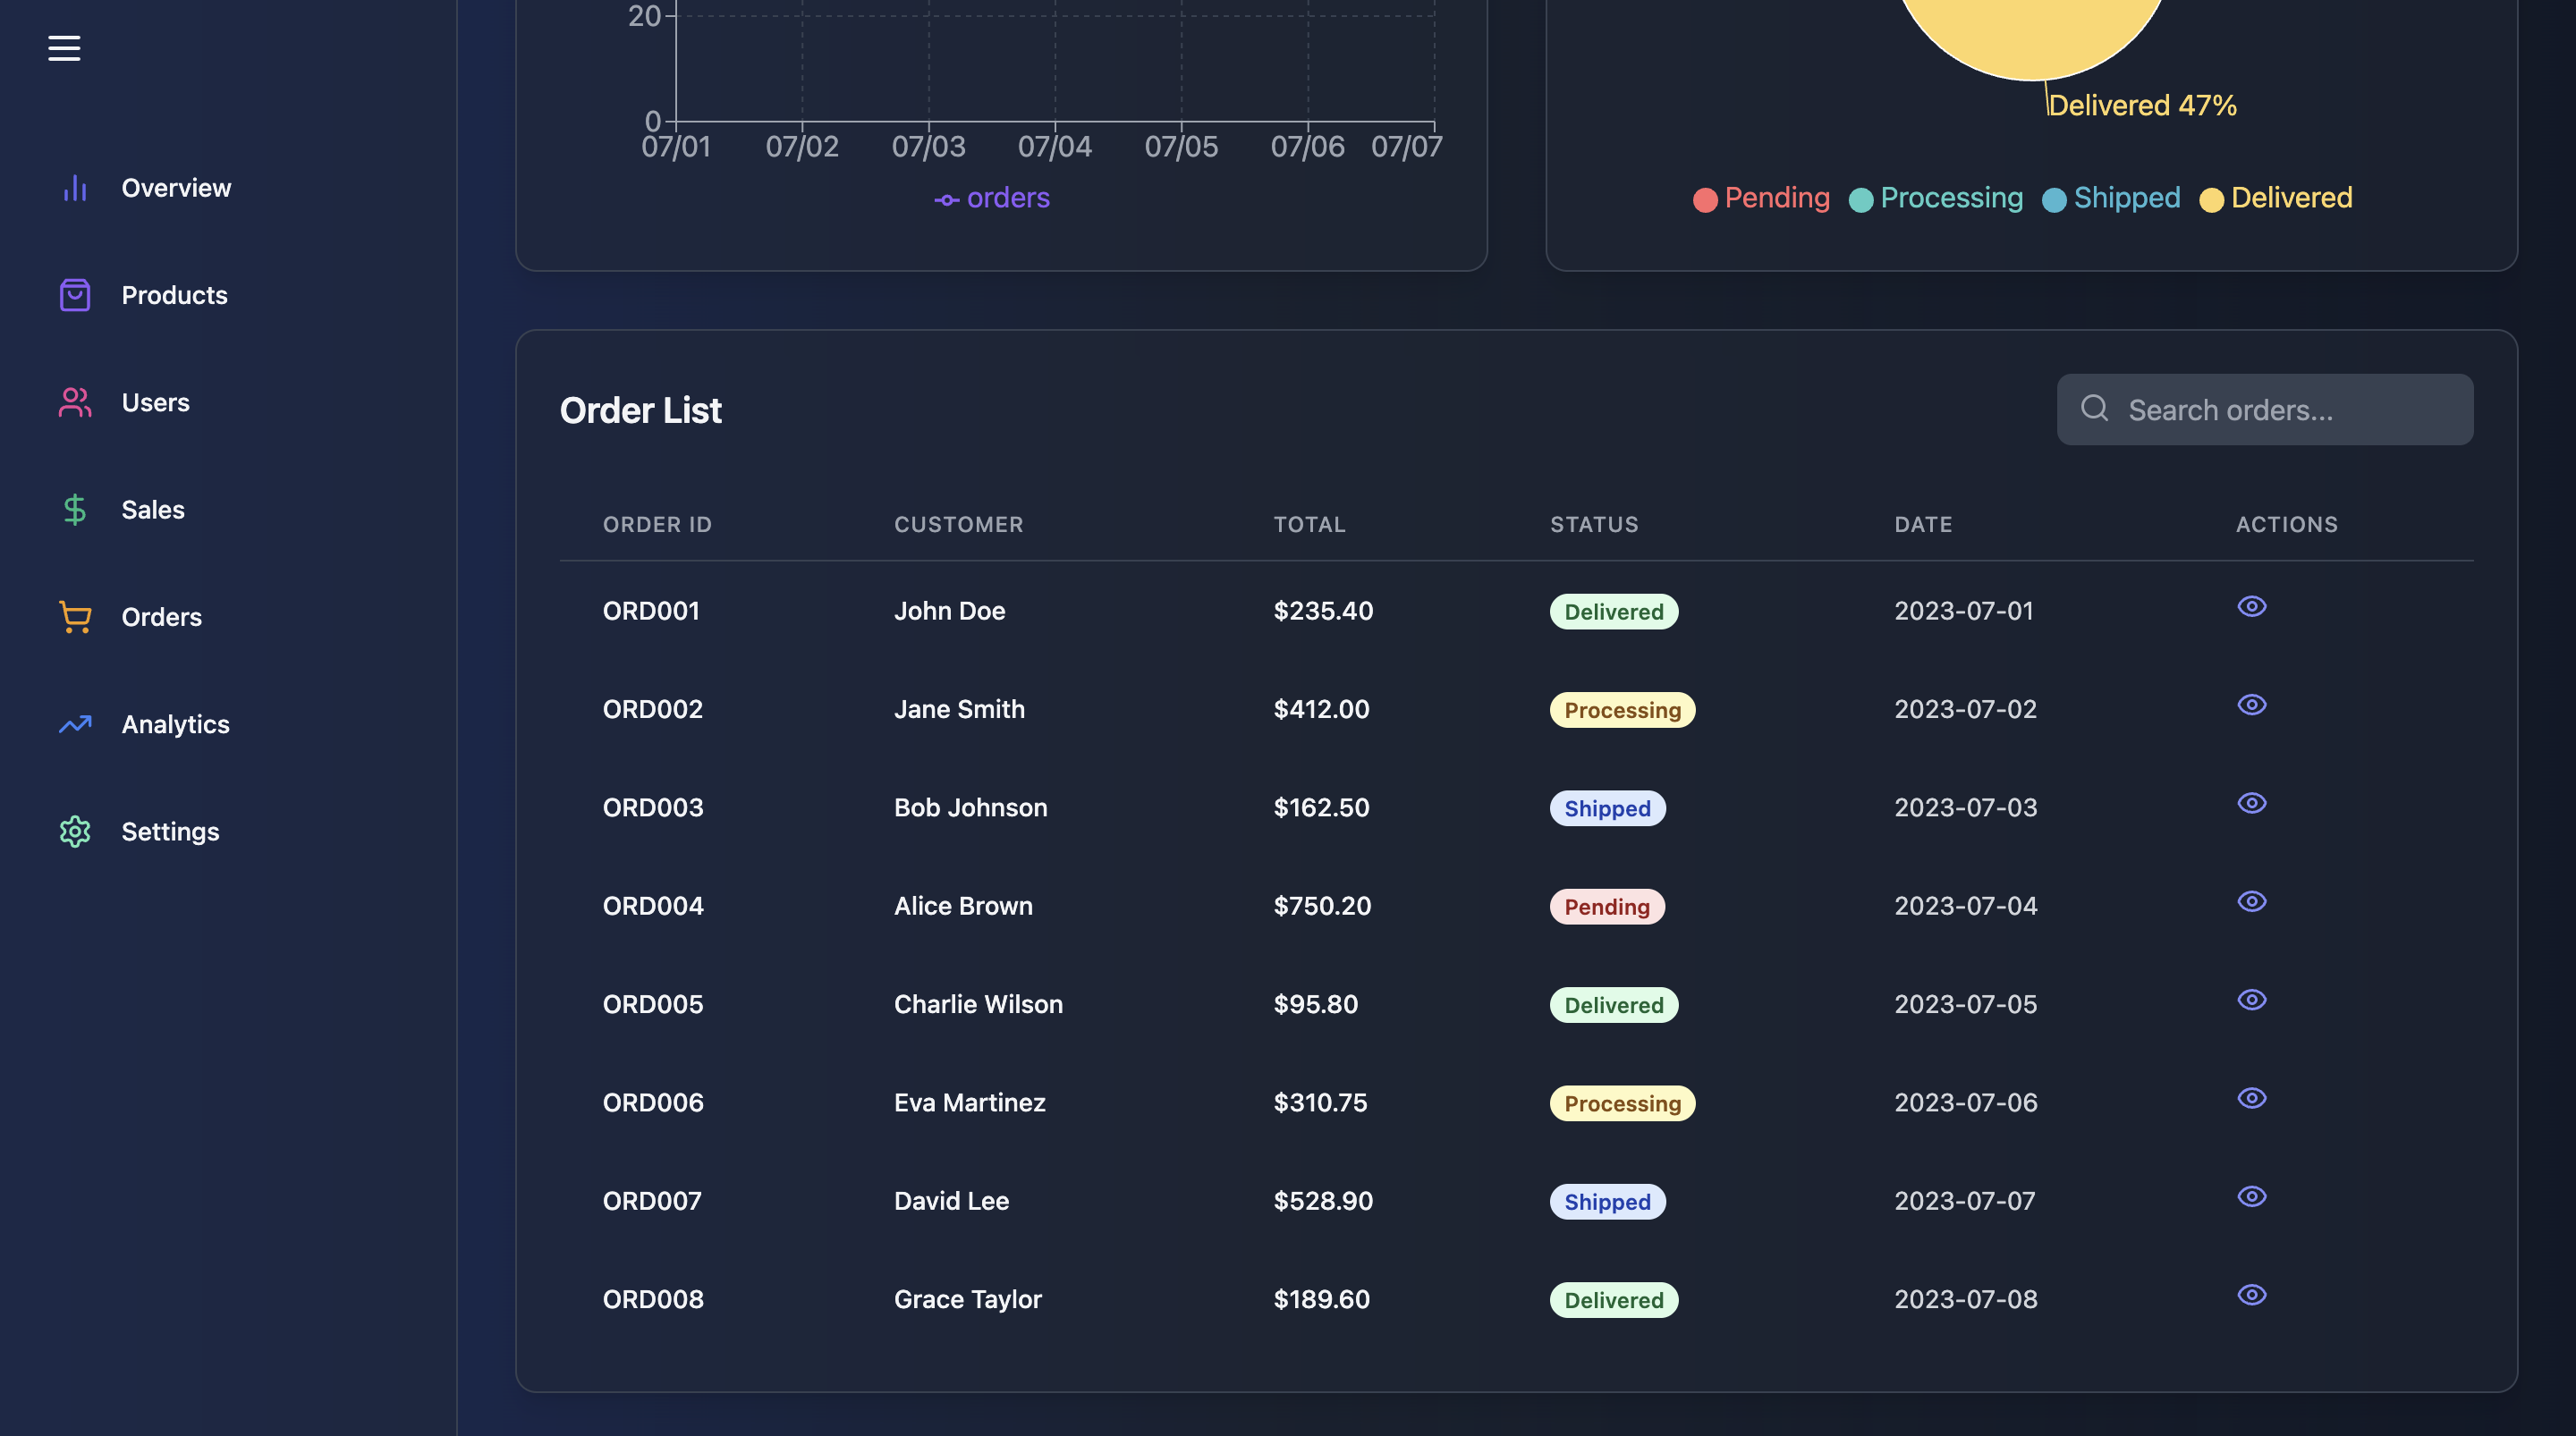 20
0
07/01 07/02 07/03 07/04 07/05 07/06 07/07
orders
Delivered 47%
Pending Processing Shipped Delivered
Overview
Products
Users
Sales
Orders
Analytics
Settings
Order List
Search orders...
ORDER ID CUSTOMER TOTAL STATUS DATE ACTIONS
ORD001 John Doe $235.40 Delivered 2023-07-01
ORD002 Jane Smith $412.00 Processing 2023-07-02
ORD003 Bob Johnson $162.50 Shipped 2023-07-03
ORD004 Alice Brown $750.20 Pending 2023-07-04
ORD005 Charlie Wilson $95.80 Delivered 2023-07-05
ORD006 Eva Martinez $310.75 Processing 2023-07-06
ORD007 David Lee $528.90 Shipped 2023-07-07
ORD008 Grace Taylor $189.60 Delivered 2023-07-08